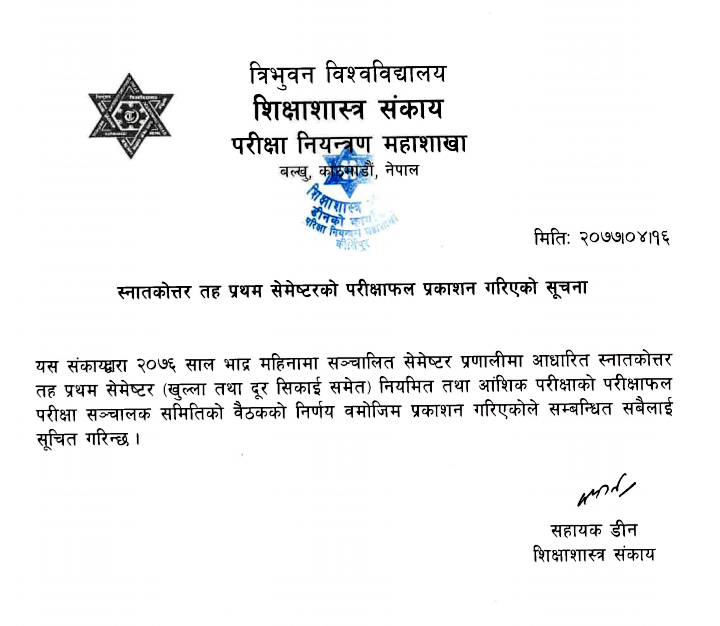 त्रिभुवन विश्वविद्यालय
शिक्षाशास्त्र संकाय
परीक्षा नियन्त्रण महाशाखा
बल्खु, काठमाडौं, नेपाल
शिक्षाशास्त्र
डीनको
परिक्षा नियन्त्रण महाशाखा
कीर्तिपुर
मितिः २०७७।०४।१६
स्नातकोत्तर तह प्रथम सेमेष्टरको परीक्षाफल प्रकाशन गरिएको सूचना
यस संकायद्वारा २०७६ साल भाद्र महिनामा सञ्चालित सेमेष्टर प्रणालीमा आधारित स्नातकोत्तर
तह प्रथम सेमेष्टर (खुल्ला तथा दूर सिकाई समेत) नियमित तथा आंशिक परीक्षाको परीक्षाफल
परीक्षा सञ्चालक समितिको बैठकको निर्णय वमोजिम प्रकाशन गरिएकोले सम्बन्धित सबैलाई
सूचित गरिन्छ ।
सहायक डीन
शिक्षाशास्त्र संकाय